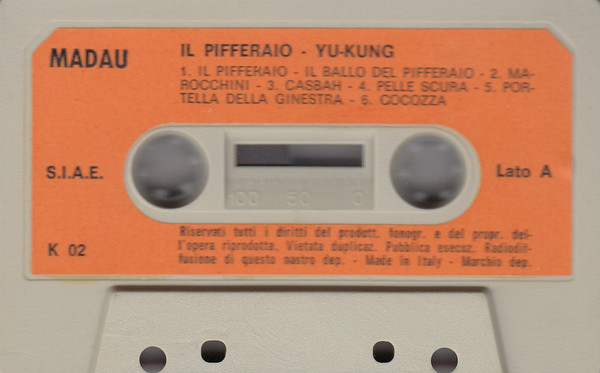 MADAU
IL PIFFERAIO - YU-KUNG
1. IL PIFFERAIO - IL BALLO DEL PIFFERAIO - 2. MA-
ROCCHINI - 3. CASBAH - 4. PELLE SCURA - 5. POR-
TELLA DELLA GINESTRA - 6. COCOZZA
S.I.A.E.
100 50 0
Lato A
K 02
Riservati tutti i diritti del prodott. fonogr. e del propr. del-
l'opera riprodotta. Vietata duplicaz. Pubblica esecuz. Radiodif-
fusione di questo nastro dep. - Made in Italy - Marchio dep.